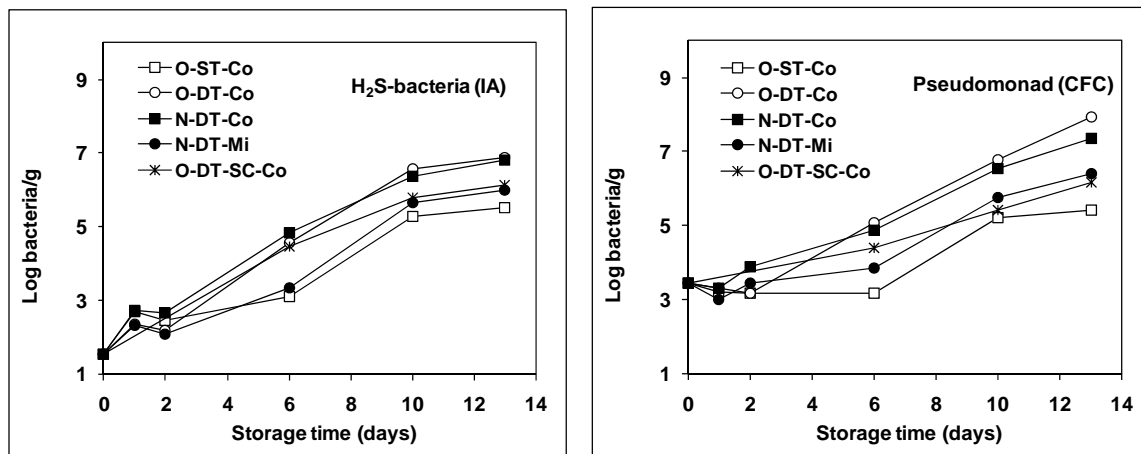 O-ST-Co
O-DT-Co
N-DT-Co
N-DT-Mi
O-DT-SC-Co
H₂S-bacteria (IA)
9
7
5
3
1
Log bacteria/g
0 2 4 6 8 10 12 14
Storage time (days)
O-ST-Co
O-DT-Co
N-DT-Co
N-DT-Mi
O-DT-SC-Co
Pseudomonad (CFC)
9
7
5
3
1
Log bacteria/g
0 2 4 6 8 10 12 14
Storage time (days)